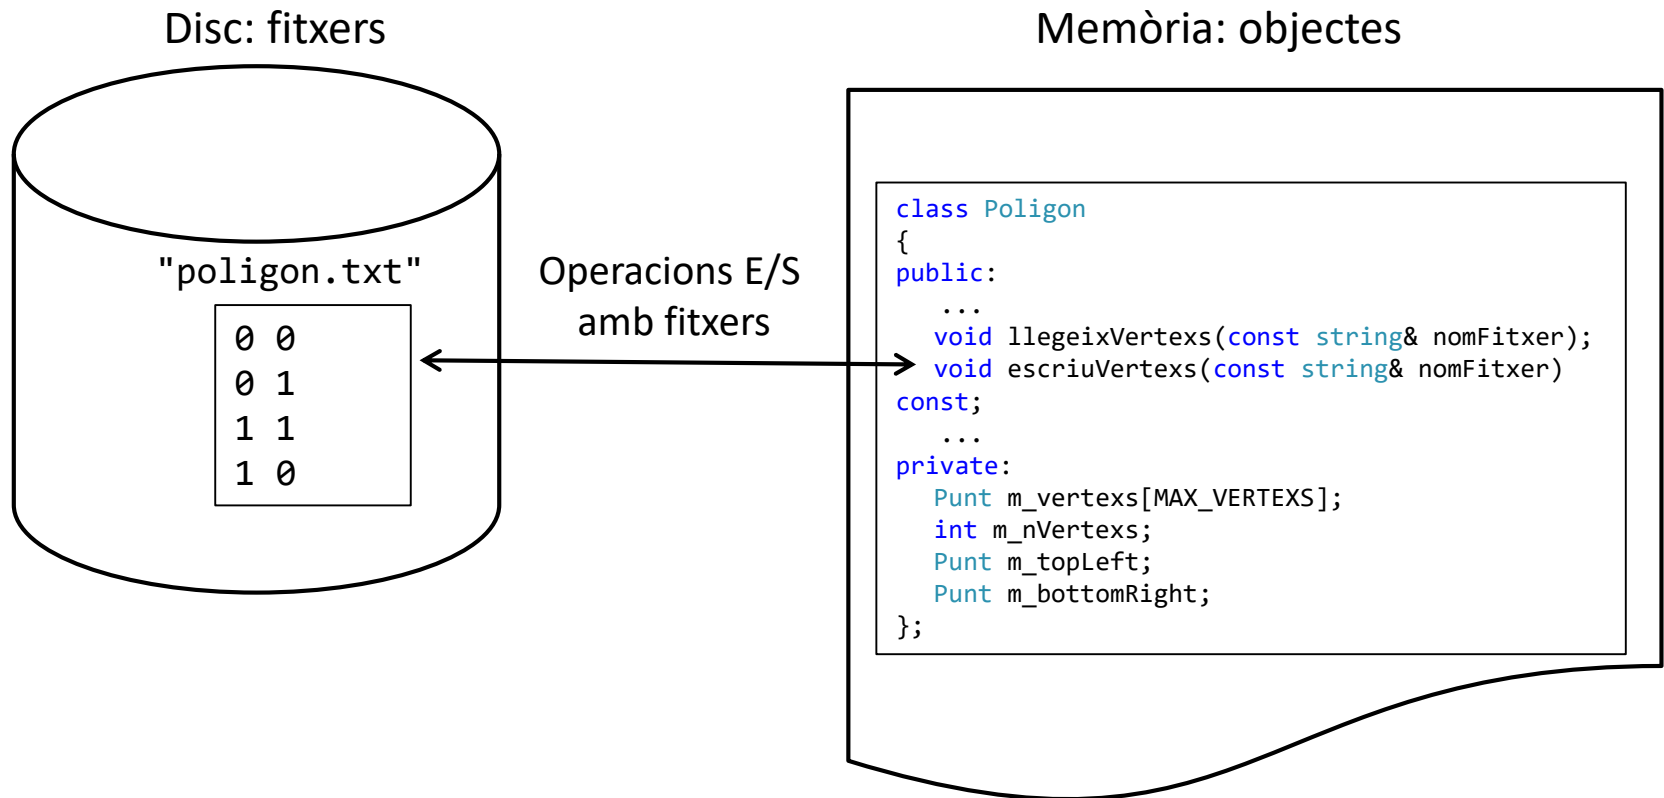 Disc: fitxers
Memòria: objectes
"poligon.txt"
0 0
0 1
1 1
1 0
Operacions E/S
amb fitxers
class Poligon
{
public:
...
void llegeixVertexs(const string& nomFitxer);
void escriuVertexs(const string& nomFitxer)
const;
...
private:
Punt m_vertexs[MAX_VERTEXS];
int m_nVertexs;
Punt m_topLeft;
Punt m_bottomRight;
};